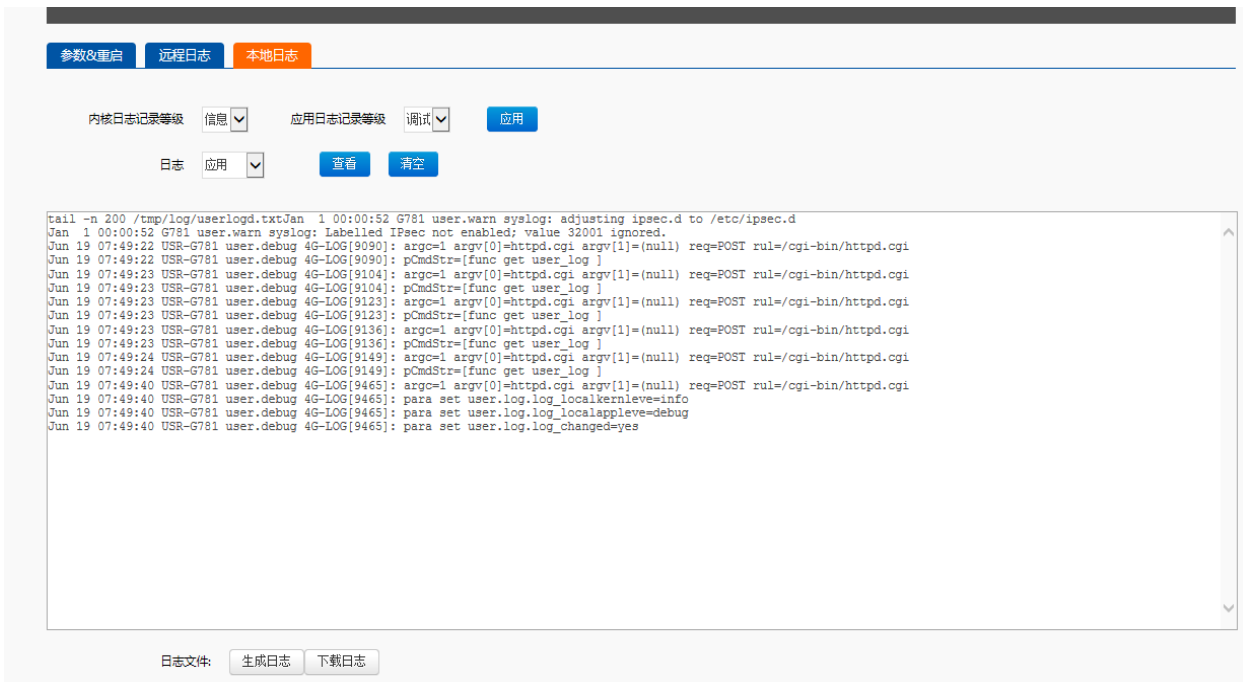 参数&重启 远程日志 本地日志
内核日志记录等级 信息 应用日志记录等级 调试 应用
日志 应用 查看 清空
tail -n 200 /tmp/log/userlogd.txtJan  1 00:00:52 G781 user.warn syslog: adjusting ipsec.d to /etc/ipsec.d
Jan  1 00:00:52 G781 user.warn syslog: Labelled IPsec not enabled; value 32001 ignored.
Jun 19 07:49:22 USR-G781 user.debug 4G-LOG[9090]: argc=1 argv[0]=httpd.cgi argv[1]=(null) req=POST rul=/cgi-bin/httpd.cgi
Jun 19 07:49:22 USR-G781 user.debug 4G-LOG[9090]: pCmdStr=[func get user_log ]
Jun 19 07:49:23 USR-G781 user.debug 4G-LOG[9104]: argc=1 argv[0]=httpd.cgi argv[1]=(null) req=POST rul=/cgi-bin/httpd.cgi
Jun 19 07:49:23 USR-G781 user.debug 4G-LOG[9104]: pCmdStr=[func get user_log ]
Jun 19 07:49:23 USR-G781 user.debug 4G-LOG[9123]: argc=1 argv[0]=httpd.cgi argv[1]=(null) req=POST rul=/cgi-bin/httpd.cgi
Jun 19 07:49:23 USR-G781 user.debug 4G-LOG[9123]: pCmdStr=[func get user_log ]
Jun 19 07:49:23 USR-G781 user.debug 4G-LOG[9136]: argc=1 argv[0]=httpd.cgi argv[1]=(null) req=POST rul=/cgi-bin/httpd.cgi
Jun 19 07:49:23 USR-G781 user.debug 4G-LOG[9136]: pCmdStr=[func get user_log ]
Jun 19 07:49:24 USR-G781 user.debug 4G-LOG[9149]: argc=1 argv[0]=httpd.cgi argv[1]=(null) req=POST rul=/cgi-bin/httpd.cgi
Jun 19 07:49:24 USR-G781 user.debug 4G-LOG[9149]: pCmdStr=[func get user_log ]
Jun 19 07:49:40 USR-G781 user.debug 4G-LOG[9465]: argc=1 argv[0]=httpd.cgi argv[1]=(null) req=POST rul=/cgi-bin/httpd.cgi
Jun 19 07:49:40 USR-G781 user.debug 4G-LOG[9465]: para set user.log.log_localkernleve=info
Jun 19 07:49:40 USR-G781 user.debug 4G-LOG[9465]: para set user.log.log_localappleve=debug
Jun 19 07:49:40 USR-G781 user.debug 4G-LOG[9465]: para set user.log.log_changed=yes
日志文件: 生成日志 下载日志